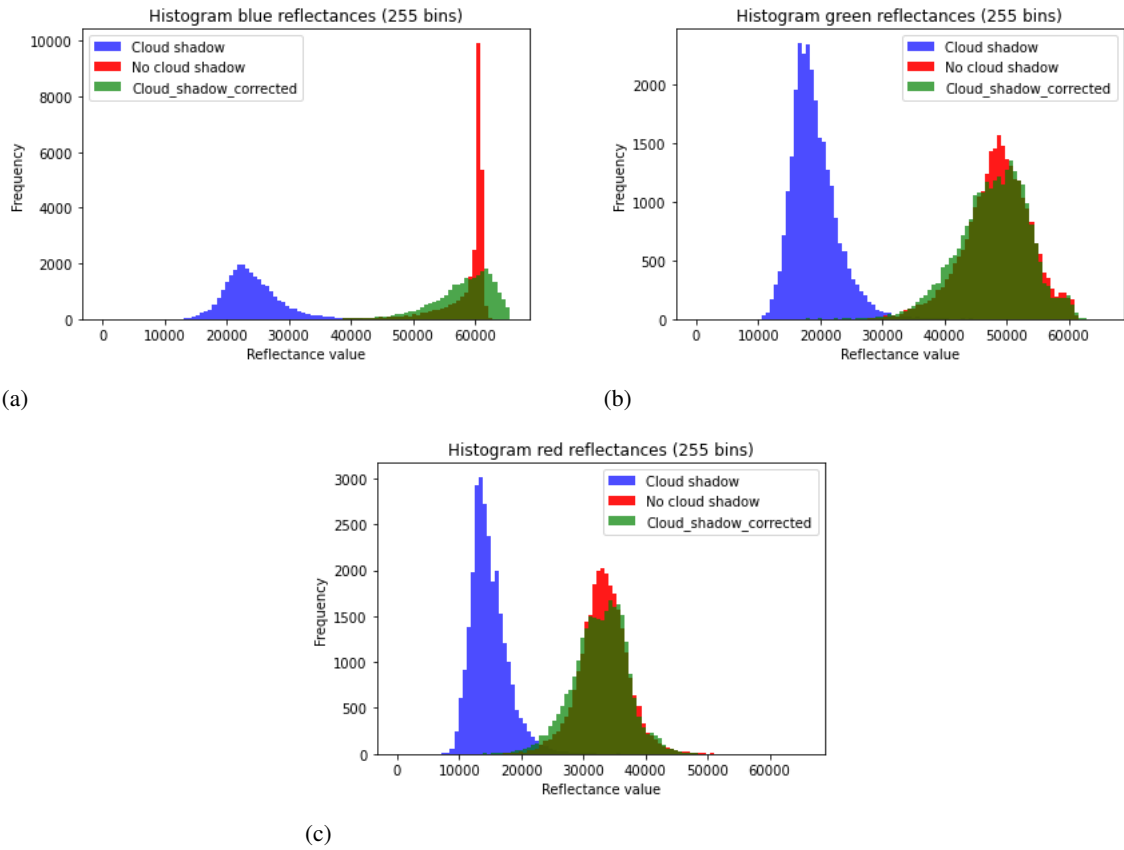 Histogram blue reflectances (255 bins)
Cloud shadow
No cloud shadow
Cloud_shadow_corrected
10000
8000
6000
4000
2000
0
Frequency
0 10000 20000 30000 40000 50000 60000
Reflectance value
(a)
Histogram green reflectances (255 bins)
Cloud shadow
No cloud shadow
Cloud_shadow_corrected
2000
1500
1000
500
0
Frequency
0 10000 20000 30000 40000 50000 60000
Reflectance value
(b)
Histogram red reflectances (255 bins)
Cloud shadow
No cloud shadow
Cloud_shadow_corrected
3000
2500
2000
1500
1000
500
0
Frequency
0 10000 20000 30000 40000 50000 60000
Reflectance value
(c)